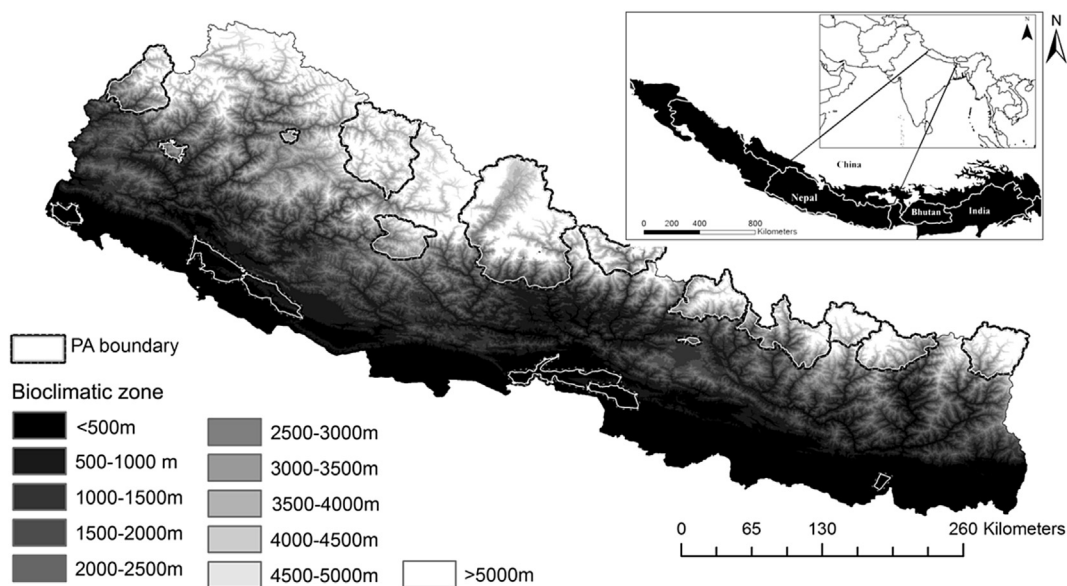 N
N
China
Nepal
Bhutan
India
0 200 400 800
Kilometers
PA boundary
Bioclimatic zone
<500m
500-1000 m
1000-1500m
1500-2000m
2000-2500m
2500-3000m
3000-3500m
3500-4000m
4000-4500m
4500-5000m
>5000m
0 65 130 260 Kilometers